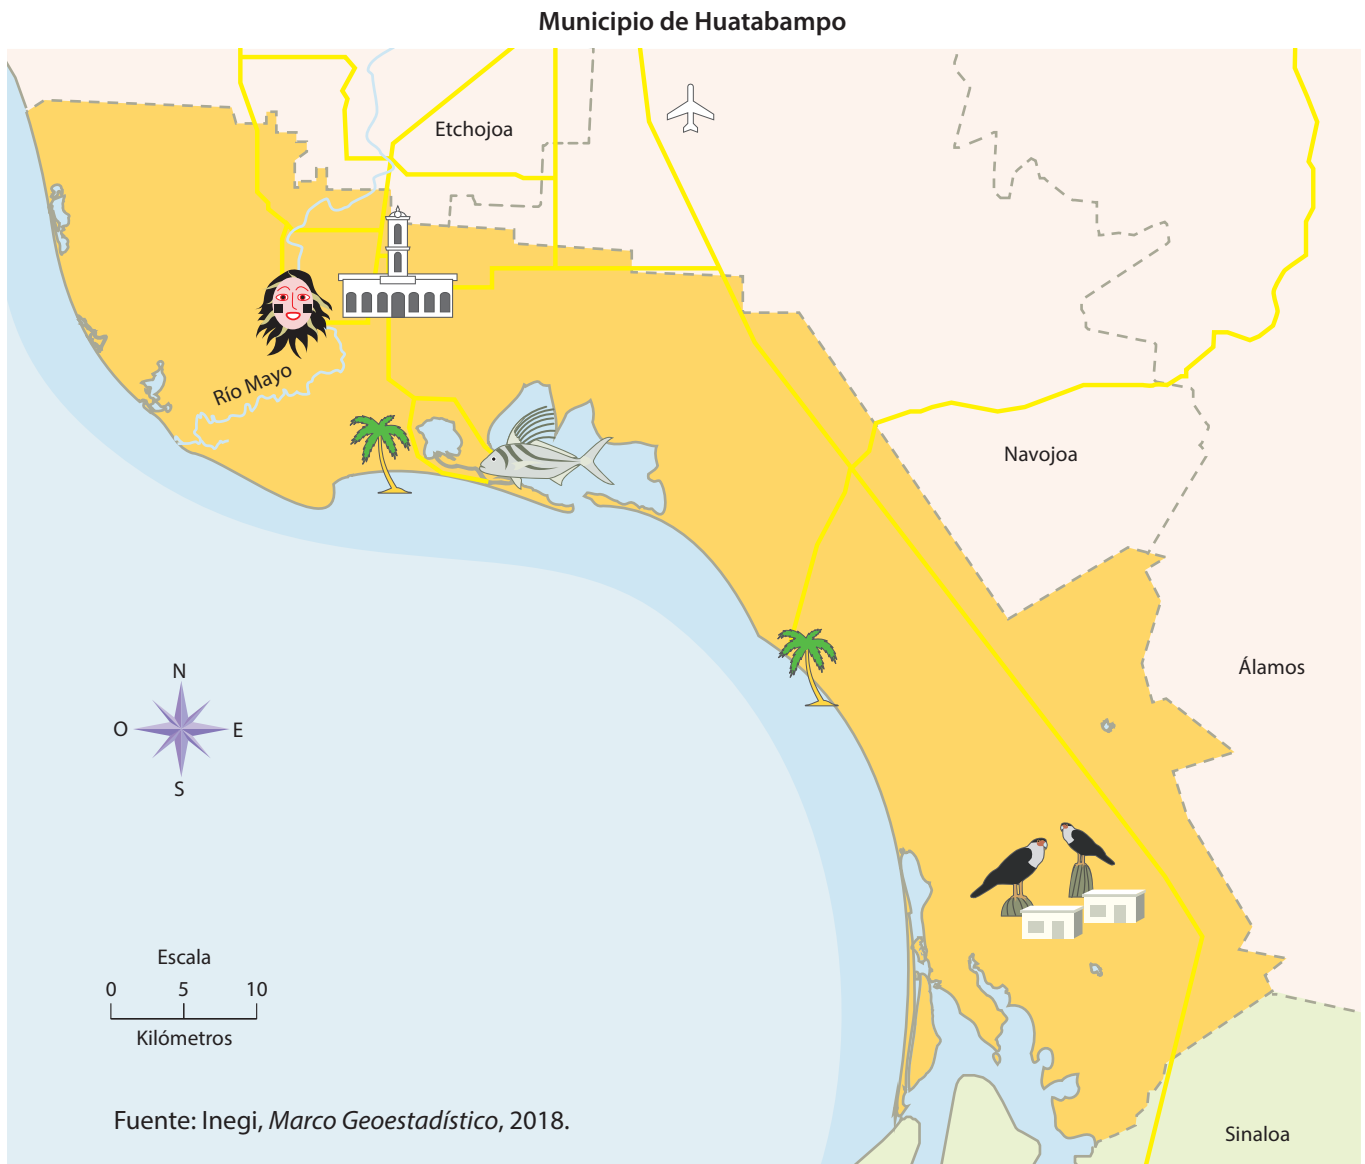 Municipio de Huatabampo
Etchojoa
Río Mayo
Navojoa
Álamos
N
O E
S
Escala
0 5 10
Kilómetros
Fuente: Inegi, Marco Geoestadístico, 2018.
Sinaloa